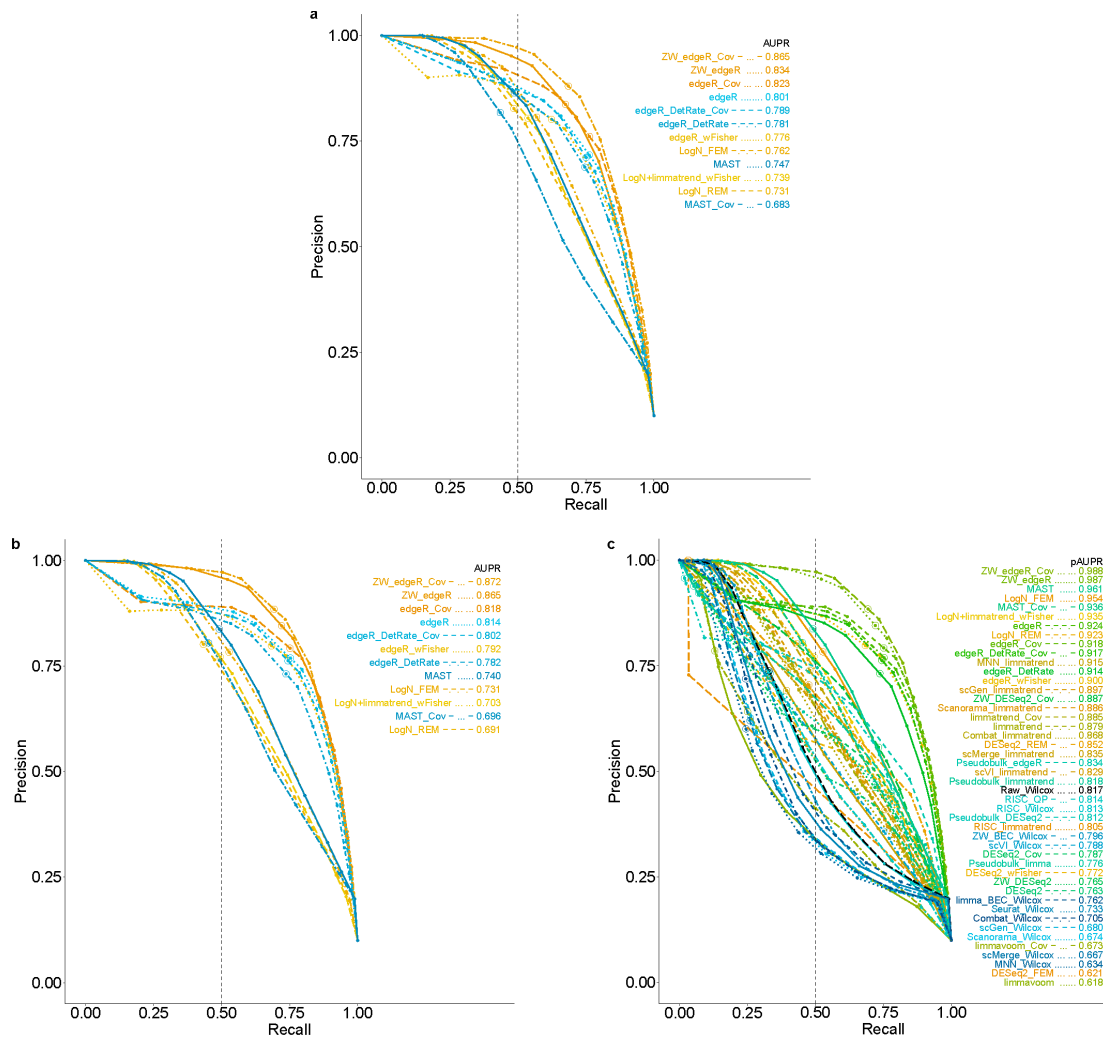 a
AUPR
ZW_edgeR_Cov – ... – 0.865
ZW_edgeR ...... 0.834
edgeR_Cov ...... 0.823
edgeR ........ 0.801
edgeR_DetRate_Cov – – – – 0.789
edgeR_DetRate – · – · – 0.781
edgeR_wFisher ........ 0.776
LogN_FEM – · – · – 0.762
MAST ...... 0.747
LogN+limmatrend_wFisher ... ... 0.739
LogN_REM – – – – 0.731
MAST_Cov – ... – 0.683
1.00
0.75
0.50
0.25
0.00
Precision
0.00 0.25 0.50 0.75 1.00
Recall
b
AUPR
ZW_edgeR_Cov – ... – 0.872
ZW_edgeR ...... 0.865
edgeR_Cov ...... 0.818
edgeR ........ 0.814
edgeR_DetRate_Cov – – – – 0.802
edgeR_wFisher ........ 0.792
edgeR_DetRate – – – – 0.782
MAST ...... 0.740
LogN_FEM – – – – 0.731
LogN+limmatrend_wFisher ... ... 0.703
MAST_Cov – ... – 0.696
LogN_REM – – – – 0.691
1.00
0.75
0.50
0.25
0.00
Precision
0.00 0.25 0.50 0.75 1.00
Recall
c
pAUPR
ZW_edgeR_Cov ... ... 0.988
ZW_edgeR ...... 0.987
MAST ...... 0.961
LogN_FEM – – – – 0.954
MAST_Cov – ... – 0.936
LogN+limmatrend_wFisher ... ... 0.935
edgeR ........ 0.924
LogN_REM – – – – 0.923
edgeR_Cov – – – – 0.918
edgeR_DetRate_Cov – – – – 0.917
MNN_limmatrend ...... 0.915
edgeR_DetRate – – – – 0.914
edgeR_wFisher ........ 0.900
scGen_limmatrend – – – – 0.897
ZW_DESeq2_Cov ... ... 0.887
Scanorama_limmatrend – – – – 0.886
limmatrend_Cov – – – – 0.885
limmatrend – – – – 0.879
Combat_limmatrend – – – – 0.868
DESeq2_REM – ... – 0.852
scMerge_limmatrend – – – – 0.835
Pseudobulk_edgeR – – – – 0.834
scVI_limmatrend ... ... 0.829
Pseudobulk_limmatrend ...... 0.818
Raw_Wilcox ... ... 0.817
RISC_QP – ... – 0.814
RISC_Wilcox – – – – 0.813
Pseudobulk_DESeq2 – – – – 0.812
RISC_limmatrend ...... 0.805
ZW_BEC_Wilcox – ... – 0.796
scVI_Wilcox ...... 0.788
DESeq2_Cov ...... 0.787
Pseudobulk_limma – – – – 0.776
DESeq2_wFisher ...... 0.772
ZW_DESeq2 ...... 0.765
DESeq2 ...... 0.763
limma_BEC_Wilcox ...... 0.762
Seurat_Wilcox ...... 0.733
Combat_Wilcox ...... 0.705
scGen_Wilcox – – – – 0.680
Scanorama_Wilcox ...... 0.674
limmavoom_Cov – ... – 0.673
scMerge_Wilcox ... ... 0.667
MNN_Wilcox ...... 0.634
DESeq2_FEM ... ... 0.621
limmavoom ...... 0.618
1.00
0.75
0.50
0.25
0.00
Precision
0.00 0.25 0.50 0.75 1.00
Recall